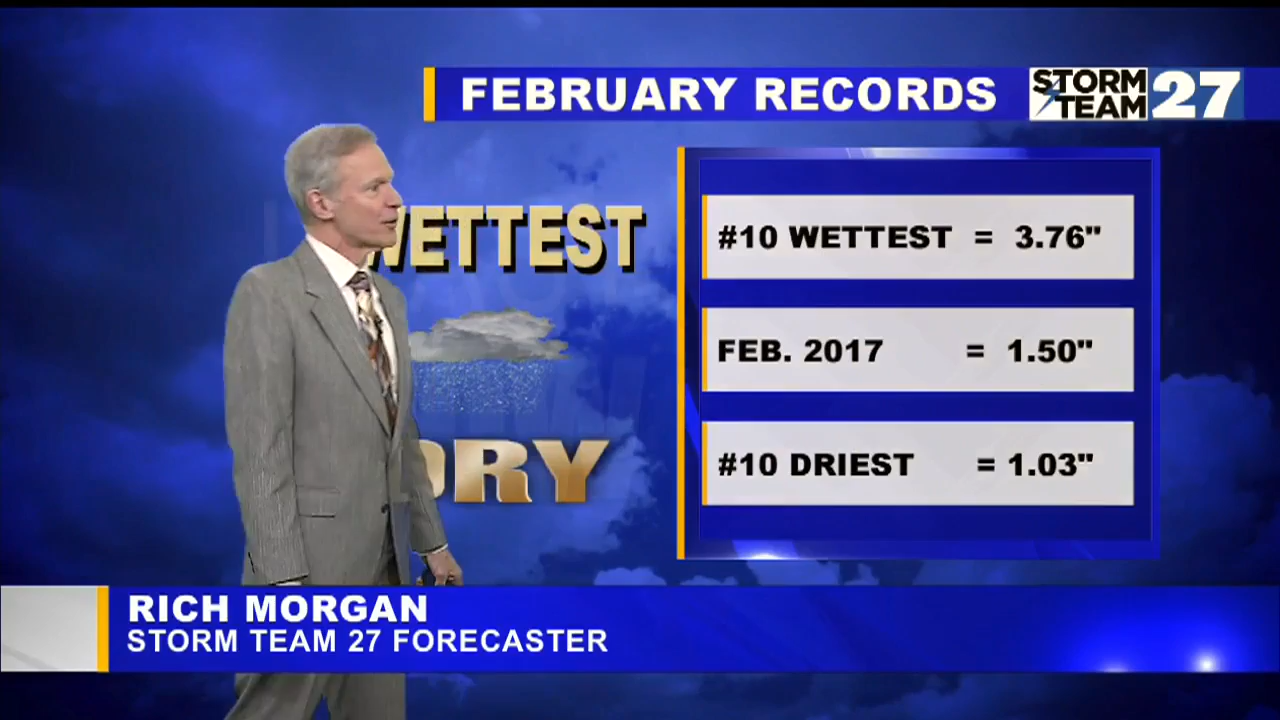 FEBRUARY RECORDS
STORM
TEAM
27
WETTEST
#10 WETTEST = 3.76"
FEB. 2017 = 1.50"
DRY
#10 DRIEST = 1.03"
RICH MORGAN
STORM TEAM 27 FORECASTER